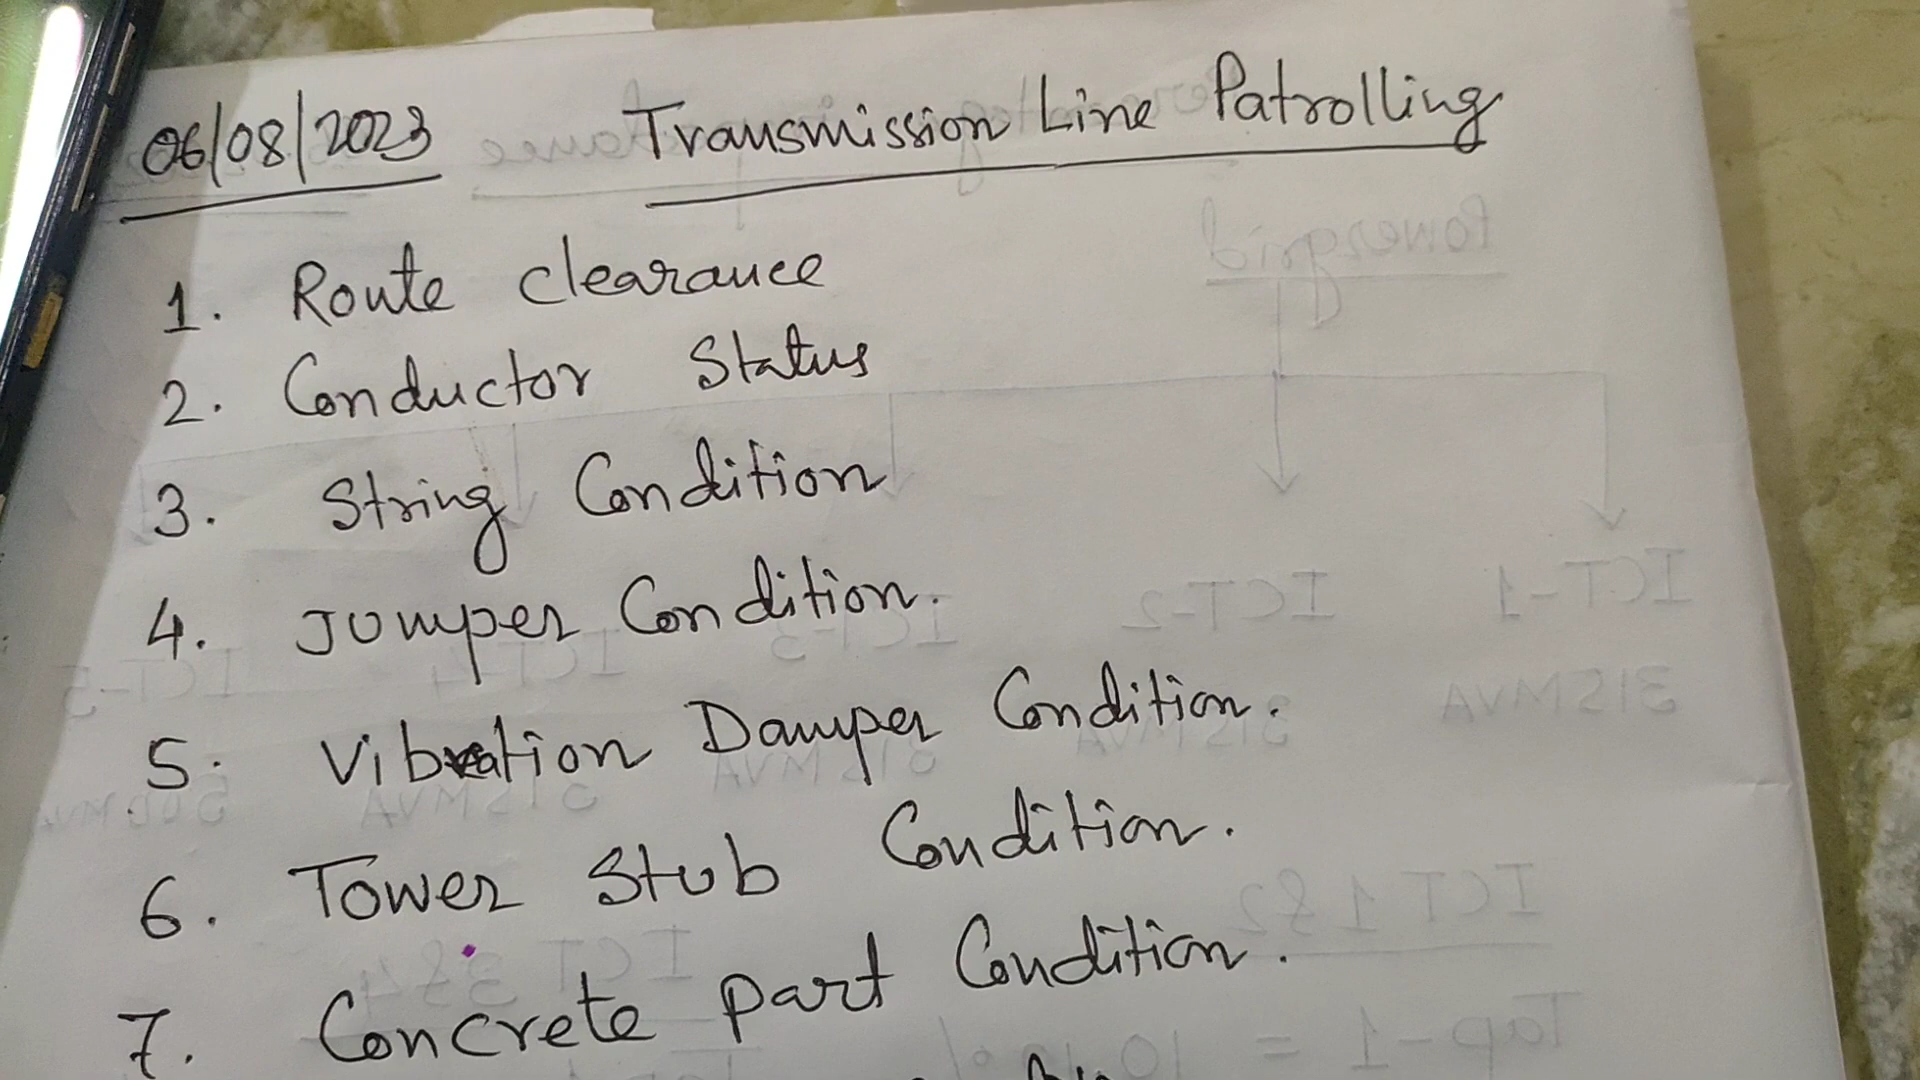 06/08/2023 Transmission Line Patrolling
1. Route clearance
2. Conductor Status
3. String Condition
4. Jumper Condition.
5. Vibration Damper Condition.
6. Tower Stub Condition.
7. Concrete part Condition.